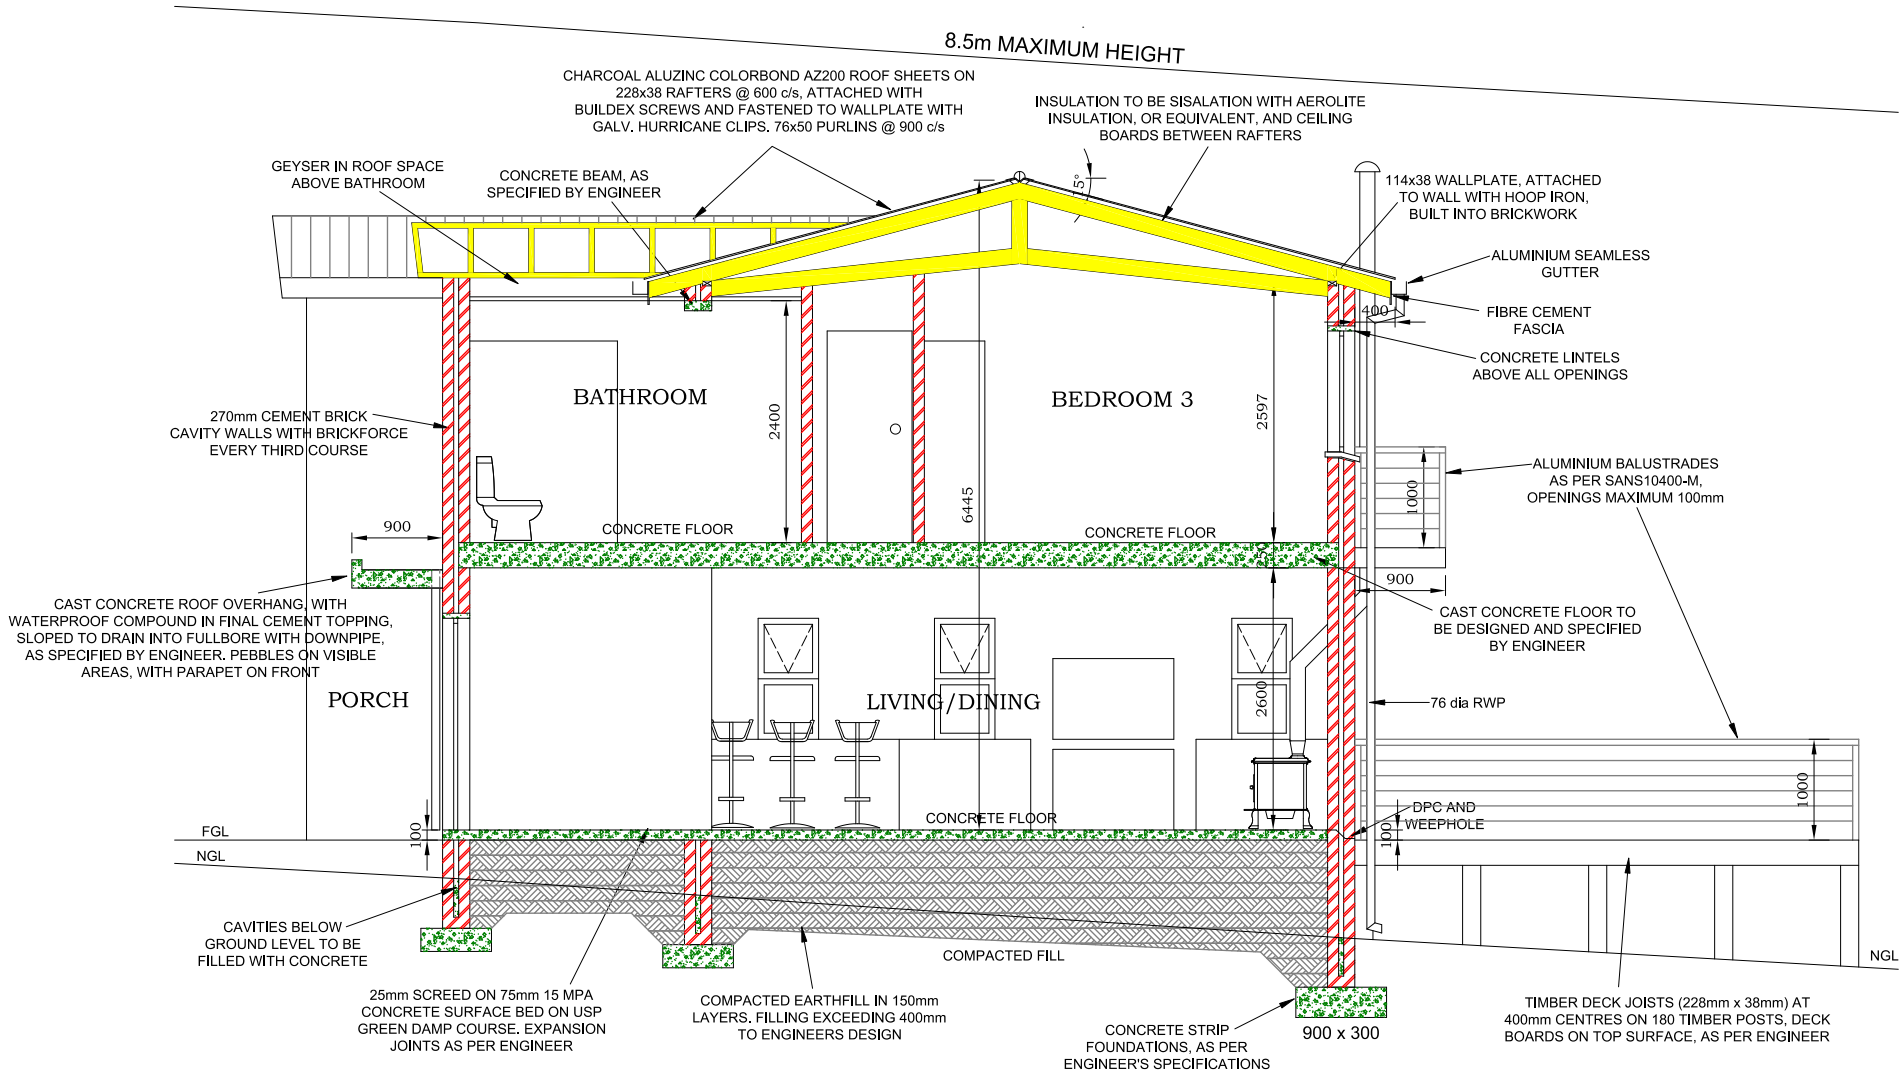 8.5m MAXIMUM HEIGHT
CHARCOAL ALUZINC COLORBOND AZ200 ROOF SHEETS ON
228x38 RAFTERS @ 600 c/s, ATTACHED WITH
BUILDEX SCREWS AND FASTENED TO WALLPLATE WITH
GALV. HURRICANE CLIPS. 76x50 PURLINS @ 900 c/s
INSULATION TO BE SISALATION WITH AEROLITE
INSULATION, OR EQUIVALENT, AND CEILING
BOARDS BETWEEN RAFTERS
GEYSER IN ROOF SPACE
ABOVE BATHROOM
CONCRETE BEAM, AS
SPECIFIED BY ENGINEER
15°
114x38 WALLPLATE, ATTACHED
TO WALL WITH HOOP IRON,
BUILT INTO BRICKWORK
ALUMINIUM SEAMLESS
GUTTER
400
FIBRE CEMENT
FASCIA
CONCRETE LINTELS
ABOVE ALL OPENINGS
BATHROOM
BEDROOM 3
2400
2597
270mm CEMENT BRICK
CAVITY WALLS WITH BRICKFORCE
EVERY THIRD COURSE
6445
1000
ALUMINIUM BALUSTRADES
AS PER SANS10400-M,
OPENINGS MAXIMUM 100mm
900
CONCRETE FLOOR
CONCRETE FLOOR
900
CAST CONCRETE ROOF OVERHANG, WITH
WATERPROOF COMPOUND IN FINAL CEMENT TOPPING,
SLOPED TO DRAIN INTO FULLBORE WITH DOWNPIPE,
AS SPECIFIED BY ENGINEER. PEBBLES ON VISIBLE
AREAS, WITH PARAPET ON FRONT
CAST CONCRETE FLOOR TO
BE DESIGNED AND SPECIFIED
BY ENGINEER
PORCH
LIVING/DINING
2600
76 dia RWP
1000
FGL
100
CONCRETE FLOOR
DPC AND
WEEPHOLE
100
NGL
CAVITIES BELOW
GROUND LEVEL TO BE
FILLED WITH CONCRETE
COMPACTED FILL
NGL
25mm SCREED ON 75mm 15 MPA
CONCRETE SURFACE BED ON USP
GREEN DAMP COURSE. EXPANSION
JOINTS AS PER ENGINEER
COMPACTED EARTHFILL IN 150mm
LAYERS. FILLING EXCEEDING 400mm
TO ENGINEERS DESIGN
CONCRETE STRIP
FOUNDATIONS, AS PER
ENGINEER'S SPECIFICATIONS
900 x 300
TIMBER DECK JOISTS (228mm x 38mm) AT
400mm CENTRES ON 180 TIMBER POSTS, DECK
BOARDS ON TOP SURFACE, AS PER ENGINEER